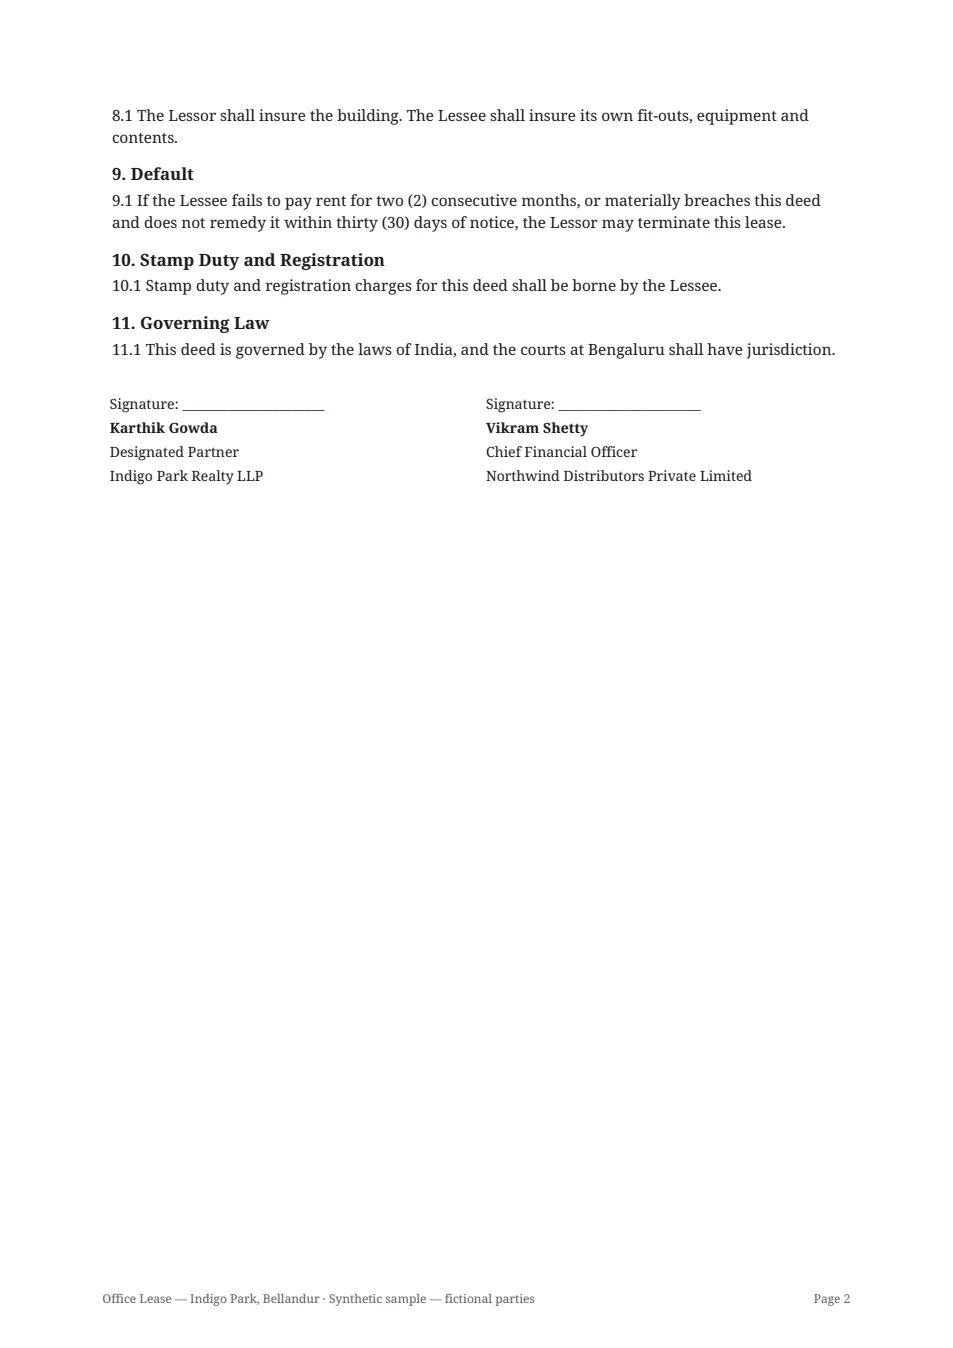 8.1 The Lessor shall insure the building. The Lessee shall insure its own fit-outs, equipment and
contents.
9. Default
9.1 If the Lessee fails to pay rent for two (2) consecutive months, or materially breaches this deed
and does not remedy it within thirty (30) days of notice, the Lessor may terminate this lease.
10. Stamp Duty and Registration
10.1 Stamp duty and registration charges for this deed shall be borne by the Lessee.
11. Governing Law
11.1 This deed is governed by the laws of India, and the courts at Bengaluru shall have jurisdiction.
Signature: ____________________
Karthik Gowda
Designated Partner
Indigo Park Realty LLP
Signature: ____________________
Vikram Shetty
Chief Financial Officer
Northwind Distributors Private Limited
Office Lease — Indigo Park, Bellandur · Synthetic sample — fictional parties
Page 2